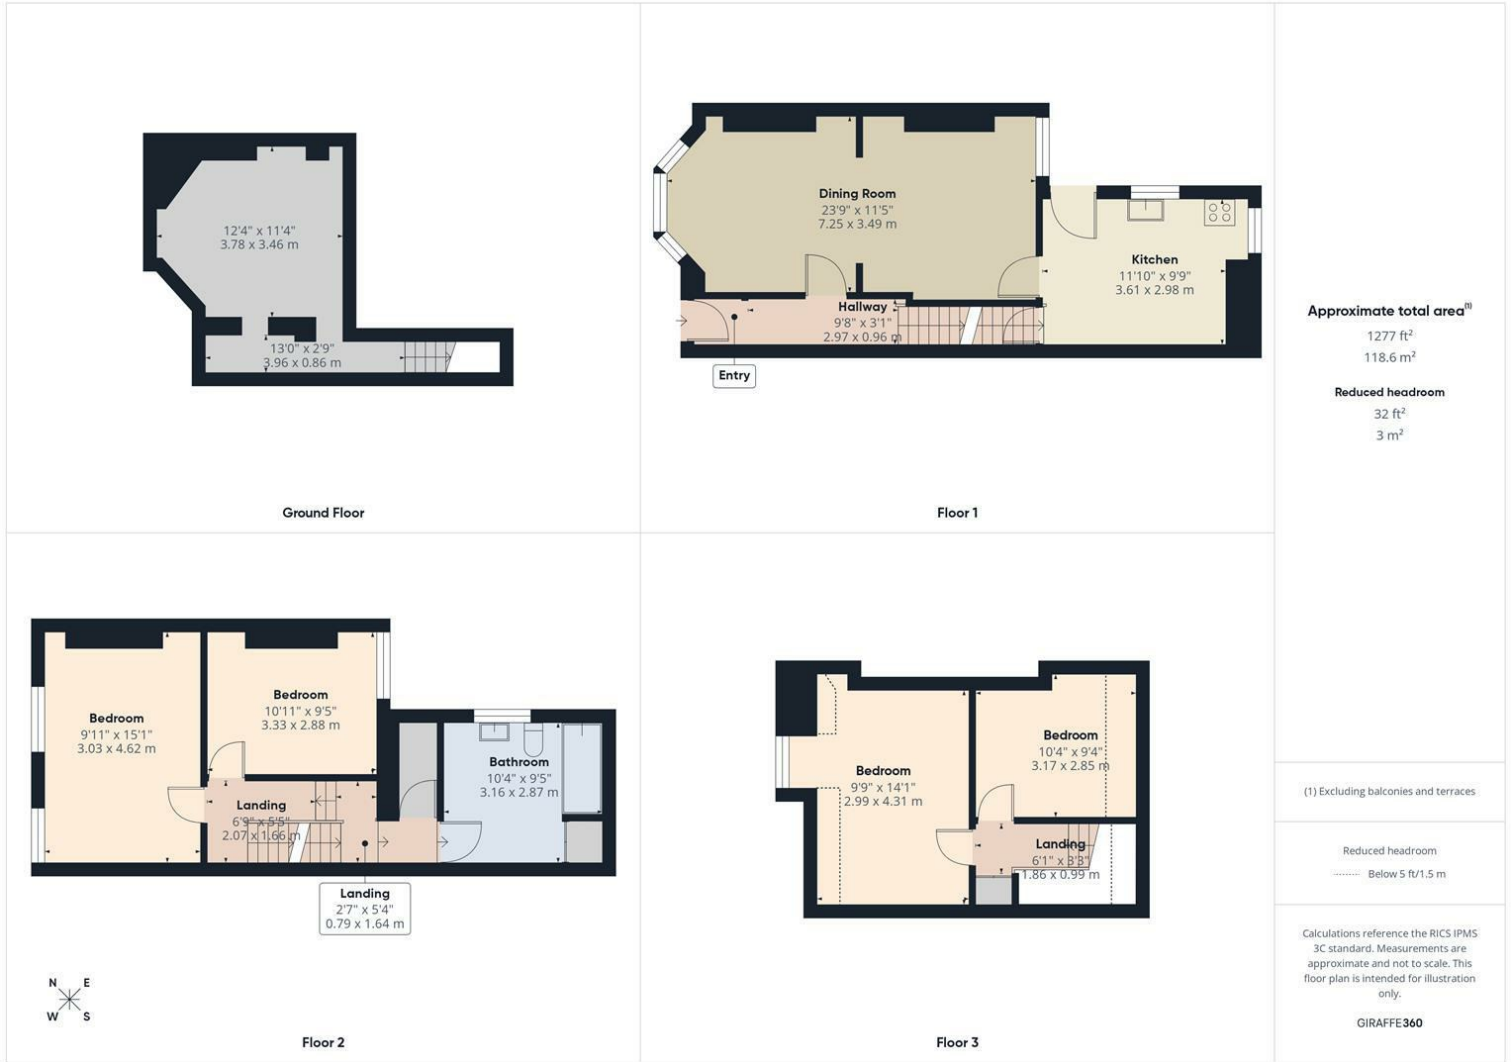 12'4" x 11'4"
3.78 x 3.46 m
13'0" x 2'9"
3.96 x 0.86 m
Ground Floor
Dining Room
23'9" x 11'5"
7.25 x 3.49 m
Kitchen
11'10" x 9'9"
3.61 x 2.98 m
Hallway
9'8" x 3'1"
2.97 x 0.96 m
Entry
Floor 1
Bedroom
9'11" x 15'1"
3.03 x 4.62 m
Bedroom
10'11" x 9'5"
3.33 x 2.88 m
Bathroom
10'4" x 9'5"
3.16 x 2.87 m
Landing
6'9" x 5'5"
2.07 x 1.66 m
Landing
2'7" x 5'4"
0.79 x 1.64 m
N E
W S
Floor 2
Bedroom
9'9" x 14'1"
2.99 x 4.31 m
Bedroom
10'4" x 9'4"
3.17 x 2.85 m
Landing
6'1" x 3'3"
1.86 x 0.99 m
Floor 3
Approximate total area(1)
1277 ft²
118.6 m²
Reduced headroom
32 ft²
3 m²
(1) Excluding balconies and terraces
Reduced headroom
Below 5 ft/1.5 m
Calculations reference the RICS IPMS
3C standard. Measurements are
approximate and not to scale. This
floor plan is intended for illustration
only.
GIRAFFE360